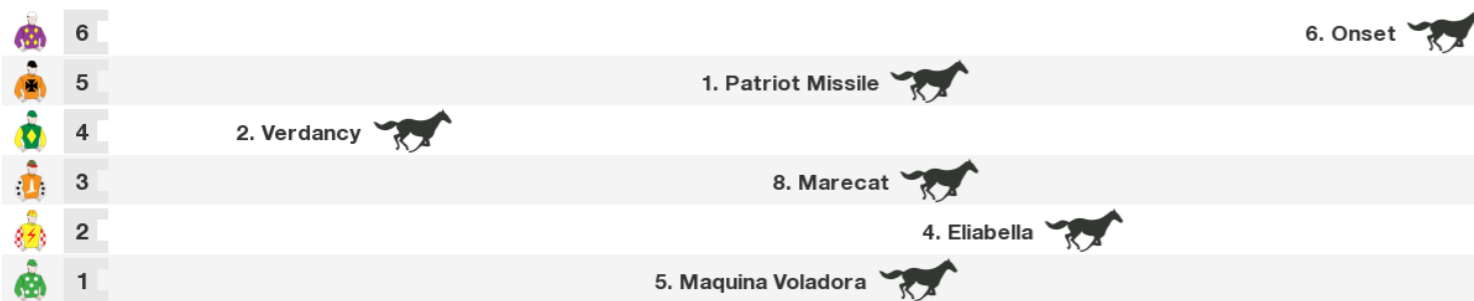 6 6. Onset
5 1. Patriot Missile
4 2. Verdancy
3 8. Marecat
2 4. Eliabella
1 5. Maquina Voladora